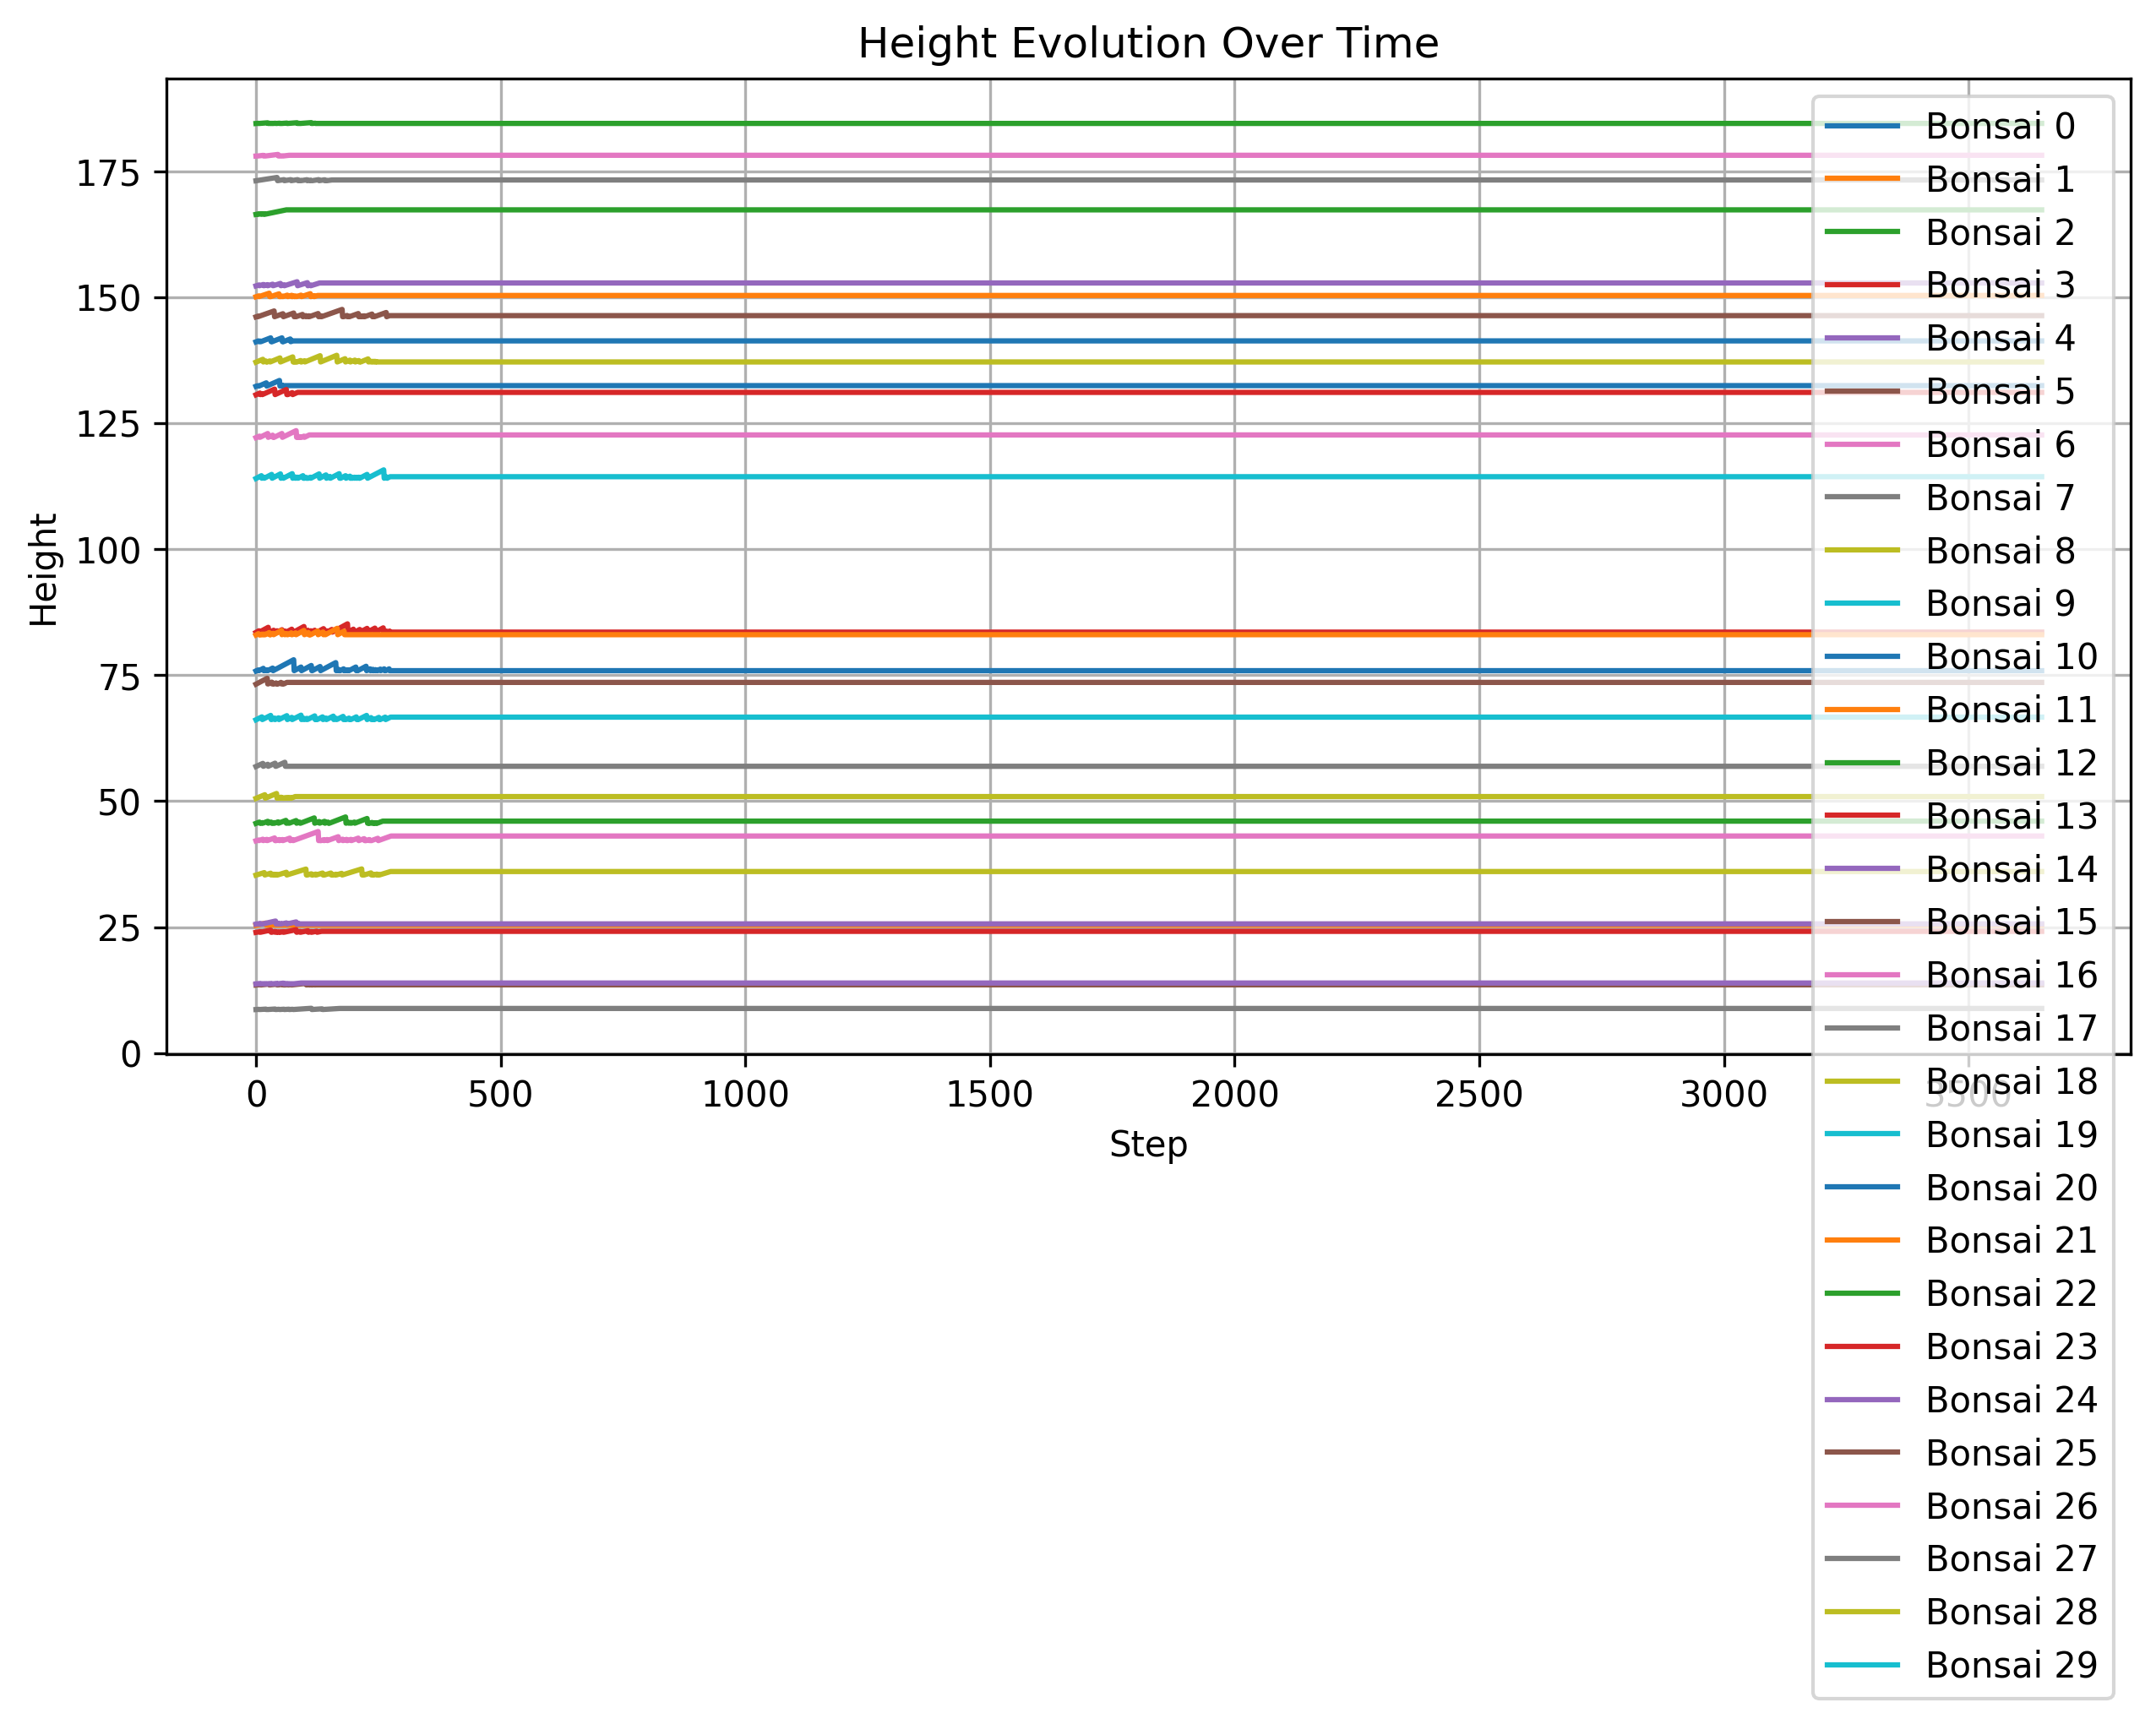 Height Evolution Over Time
Height
175
150
125
100
75
50
25
0
0
500
1000
1500
2000
2500
3000
3500
Step
Bonsai 0
Bonsai 1
Bonsai 2
Bonsai 3
Bonsai 4
Bonsai 5
Bonsai 6
Bonsai 7
Bonsai 8
Bonsai 9
Bonsai 10
Bonsai 11
Bonsai 12
Bonsai 13
Bonsai 14
Bonsai 15
Bonsai 16
Bonsai 17
Bonsai 18
Bonsai 19
Bonsai 20
Bonsai 21
Bonsai 22
Bonsai 23
Bonsai 24
Bonsai 25
Bonsai 26
Bonsai 27
Bonsai 28
Bonsai 29